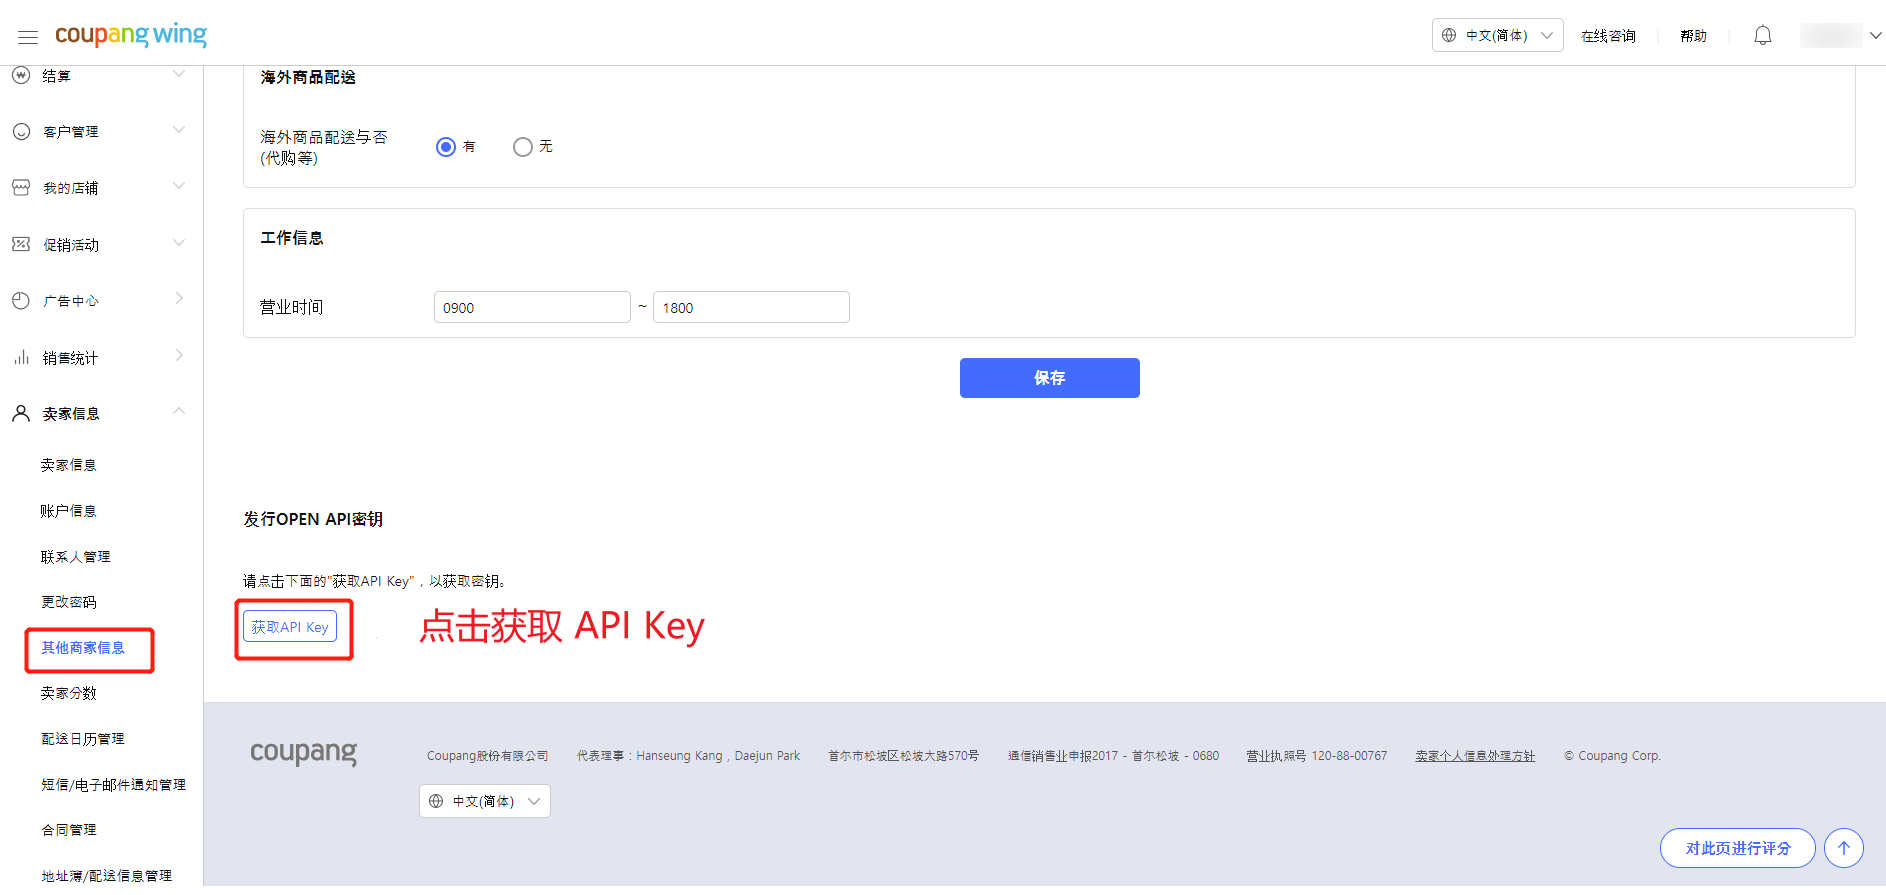 coupang wing
中文(简体)
在线咨询
帮助
结算
客户管理
我的店铺
促销活动
广告中心
销售统计
卖家信息
卖家信息
账户信息
联系人管理
更改密码
其他商家信息
卖家分数
配送日历管理
短信/电子邮件通知管理
合同管理
地址簿/配送信息管理
海外商品配送
海外商品配送与否
(代购等)
有
无
工作信息
营业时间
0900 ~ 1800
保存
发行OPEN API密钥
请点击下面的"获取API Key"，以获取密钥。
获取API Key
点击获取 API Key
coupang
Coupang股份有限公司
代表理事 : Hanseung Kang , Daejun Park
首尔市松坡区松坡大路570号
通信销售业申报2017 - 首尔松坡 - 0680
营业执照号 120-88-00767
卖家个人信息处理方针
© Coupang Corp.
中文(简体)
对此页进行评分